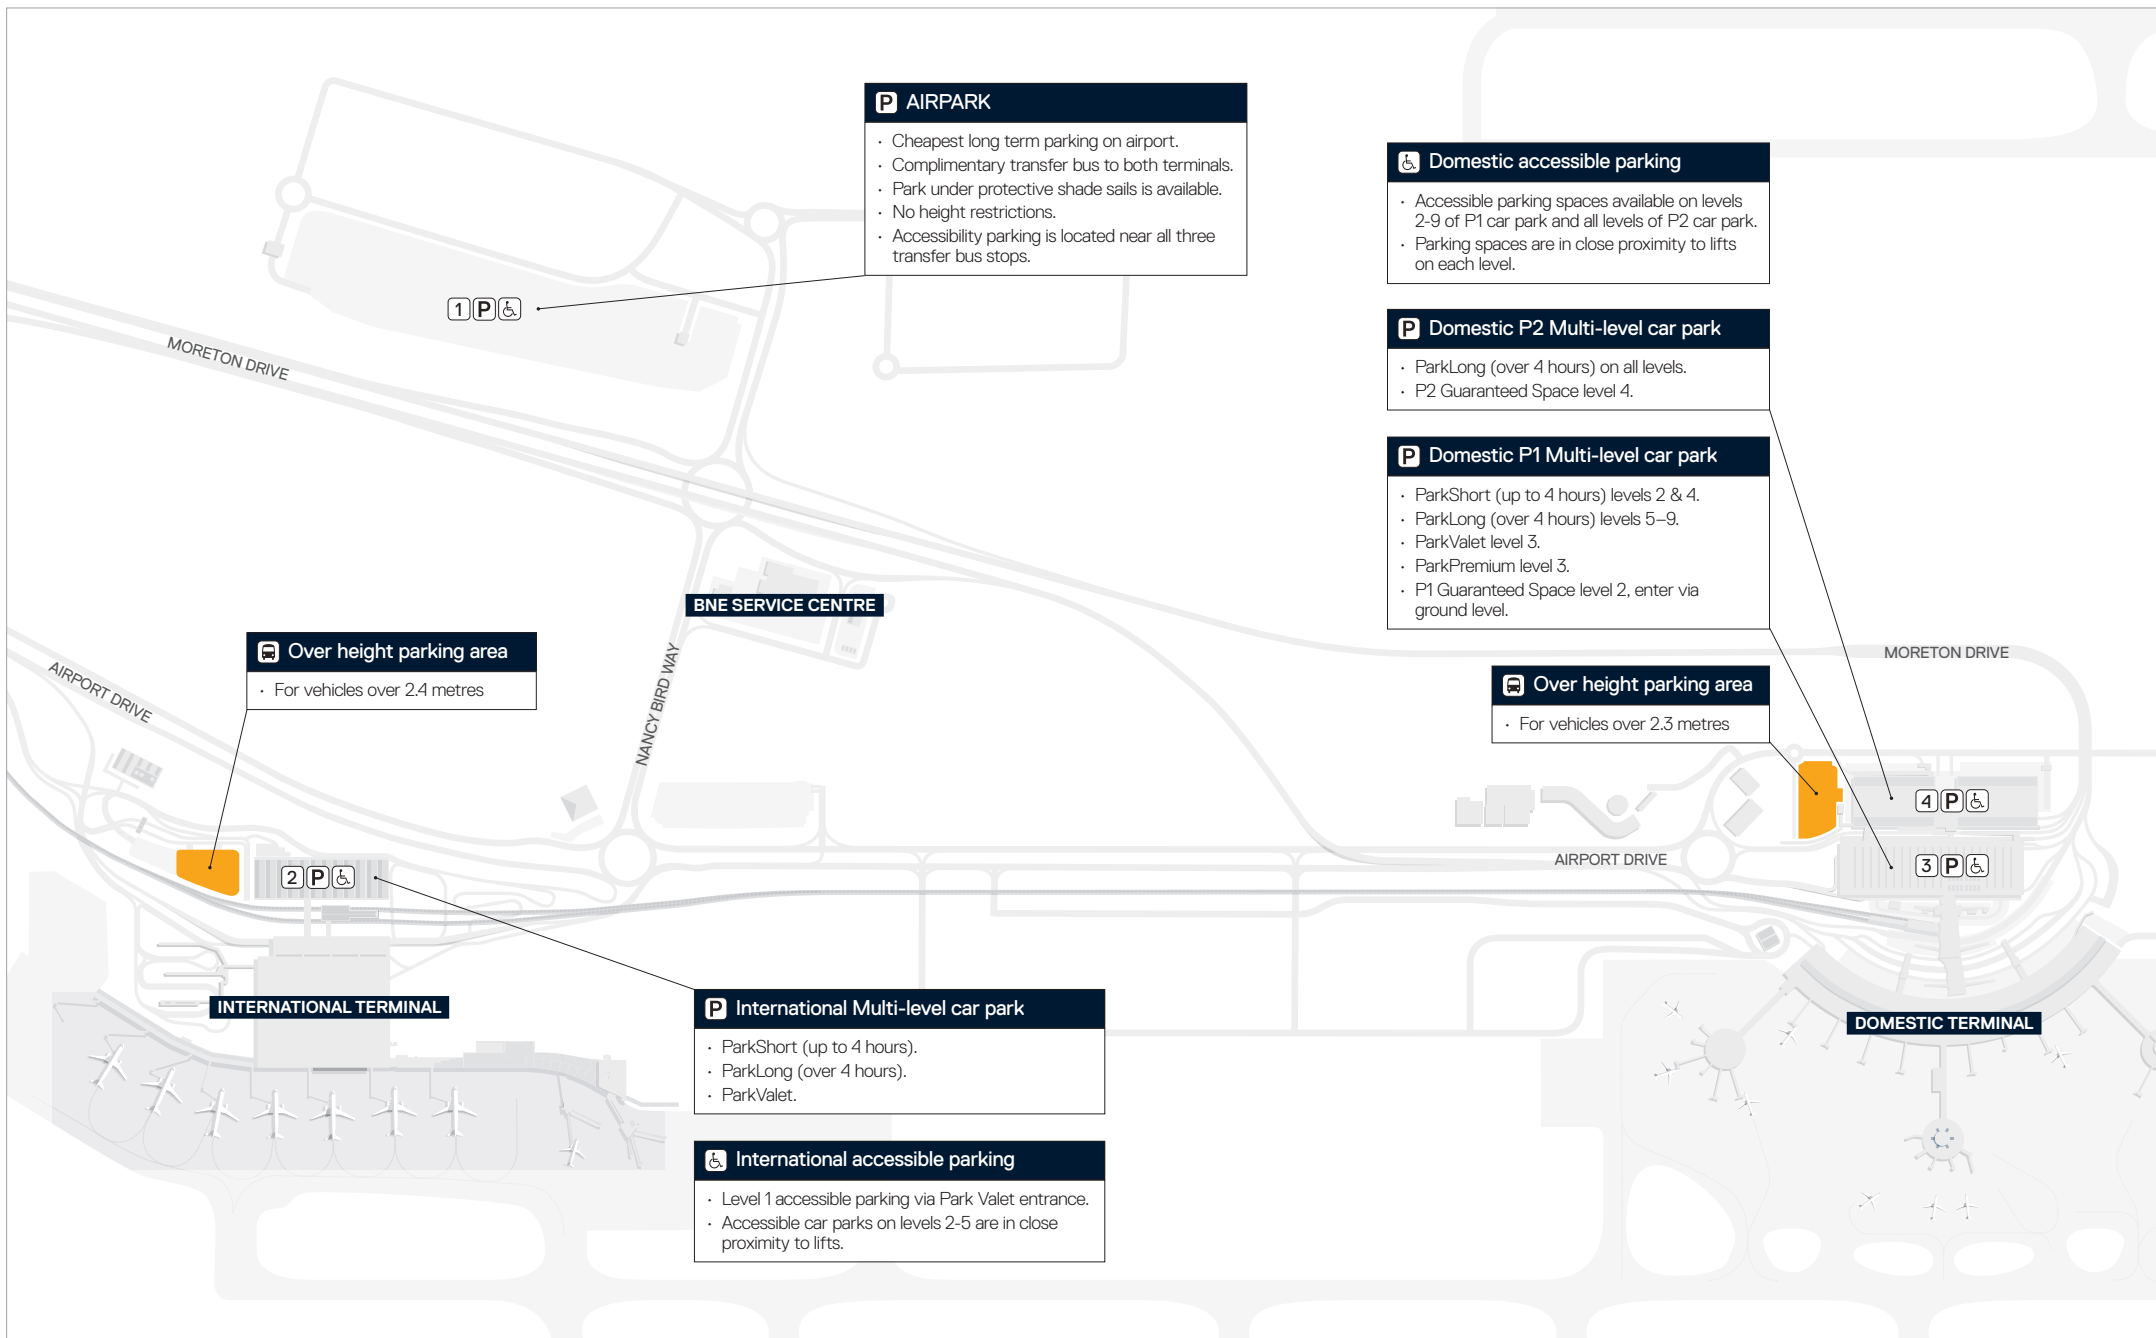 P AIRPARK
· Cheapest long term parking on airport.
· Complimentary transfer bus to both terminals.
· Park under protective shade sails is available.
· No height restrictions.
· Accessibility parking is located near all three
transfer bus stops.
Domestic accessible parking
· Accessible parking spaces available on levels
2-9 of P1 car park and all levels of P2 car park.
· Parking spaces are in close proximity to lifts
on each level.
1 P
P Domestic P2 Multi-level car park
· ParkLong (over 4 hours) on all levels.
· P2 Guaranteed Space level 4.
MORETON DRIVE
P Domestic P1 Multi-level car park
· ParkShort (up to 4 hours) levels 2 & 4.
· ParkLong (over 4 hours) levels 5–9.
· ParkValet level 3.
· ParkPremium level 3.
· P1 Guaranteed Space level 2, enter via
ground level.
BNE SERVICE CENTRE
Over height parking area
· For vehicles over 2.4 metres
AIRPORT DRIVE
NANCY BIRD WAY
MORETON DRIVE
Over height parking area
· For vehicles over 2.3 metres
4 P
AIRPORT DRIVE
3 P
2 P
INTERNATIONAL TERMINAL
P International Multi-level car park
· ParkShort (up to 4 hours).
· ParkLong (over 4 hours).
· ParkValet.
DOMESTIC TERMINAL
International accessible parking
· Level 1 accessible parking via Park Valet entrance.
· Accessible car parks on levels 2-5 are in close
proximity to lifts.